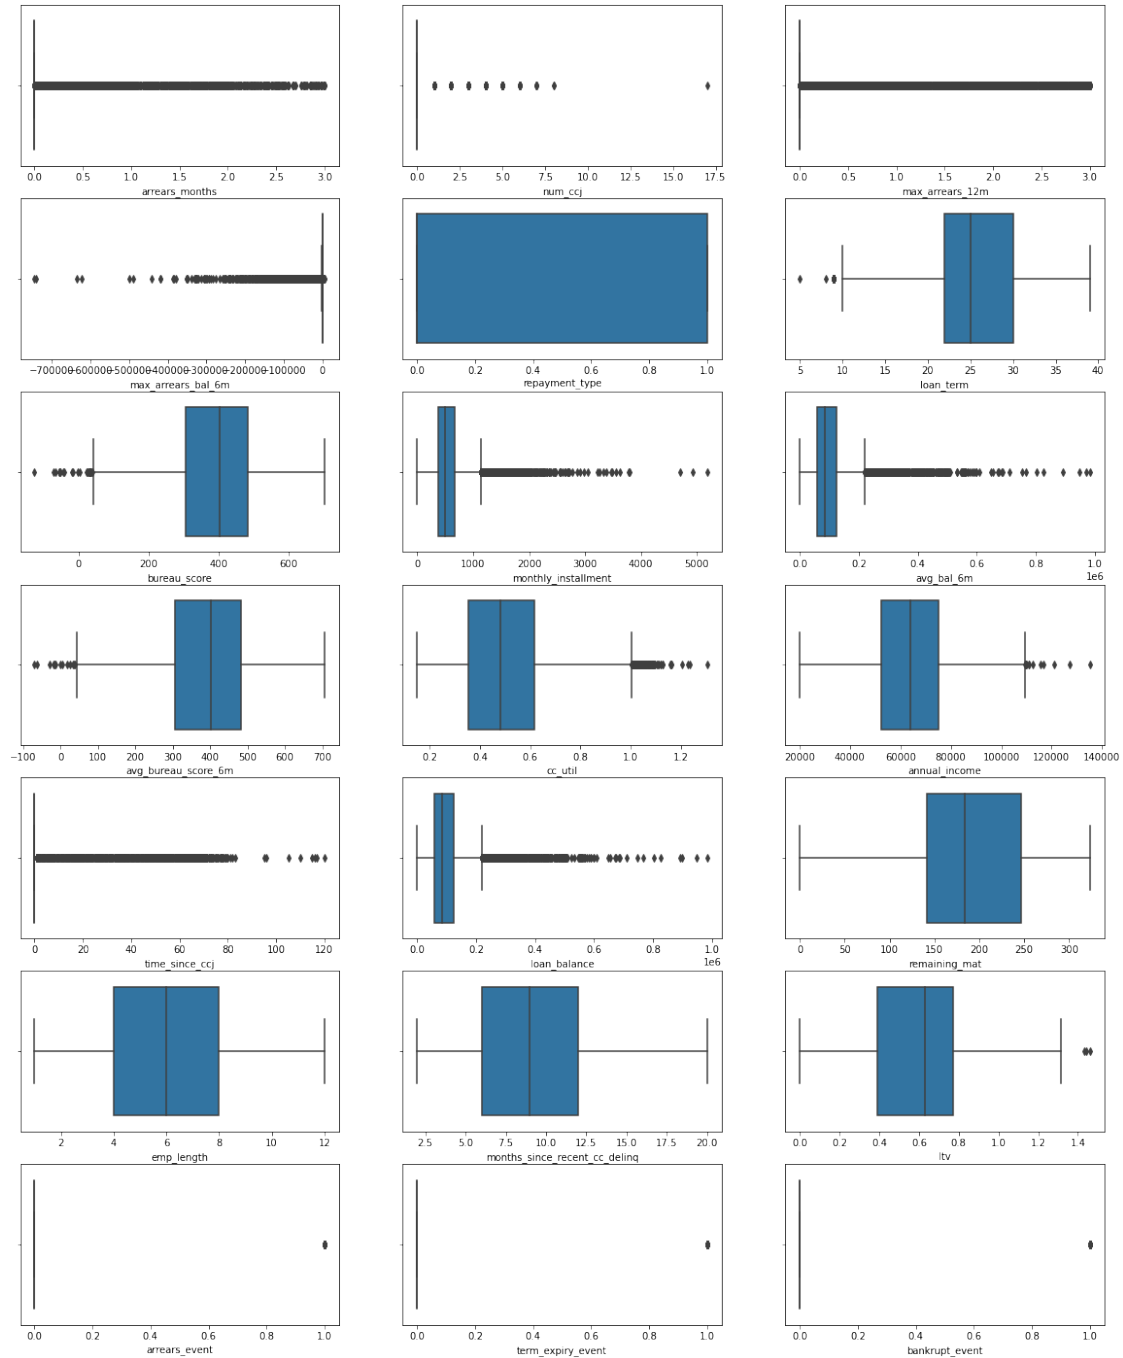 0.0 0.5 1.0 1.5 2.0 2.5 3.0
arrears_months
0.0 2.5 5.0 7.5 10.0 12.5 15.0 17.5
num_ccj
0.0 0.5 1.0 1.5 2.0 2.5 3.0
max_arrears_12m
−700000−600000−500000−400000−300000−200000−100000 0
max_arrears_bal_6m
0.0 0.2 0.4 0.6 0.8 1.0
repayment_type
5 10 15 20 25 30 35 40
loan_term
0 200 400 600
bureau_score
0 1000 2000 3000 4000 5000
monthly_installment
0.0 0.2 0.4 0.6 0.8 1.0
1e6
avg_bal_6m
−100 0 100 200 300 400 500 600 700
avg_bureau_score_6m
0.2 0.4 0.6 0.8 1.0 1.2
cc_util
20000 40000 60000 80000 100000 120000 140000
annual_income
0 20 40 60 80 100 120
time_since_ccj
0.0 0.2 0.4 0.6 0.8 1.0
1e6
loan_balance
0 50 100 150 200 250 300
remaining_mat
2 4 6 8 10 12
emp_length
2.5 5.0 7.5 10.0 12.5 15.0 17.5 20.0
months_since_recent_cc_delinq
0.0 0.2 0.4 0.6 0.8 1.0 1.2 1.4
ltv
0.0 0.2 0.4 0.6 0.8 1.0
arrears_event
0.0 0.2 0.4 0.6 0.8 1.0
term_expiry_event
0.0 0.2 0.4 0.6 0.8 1.0
bankrupt_event